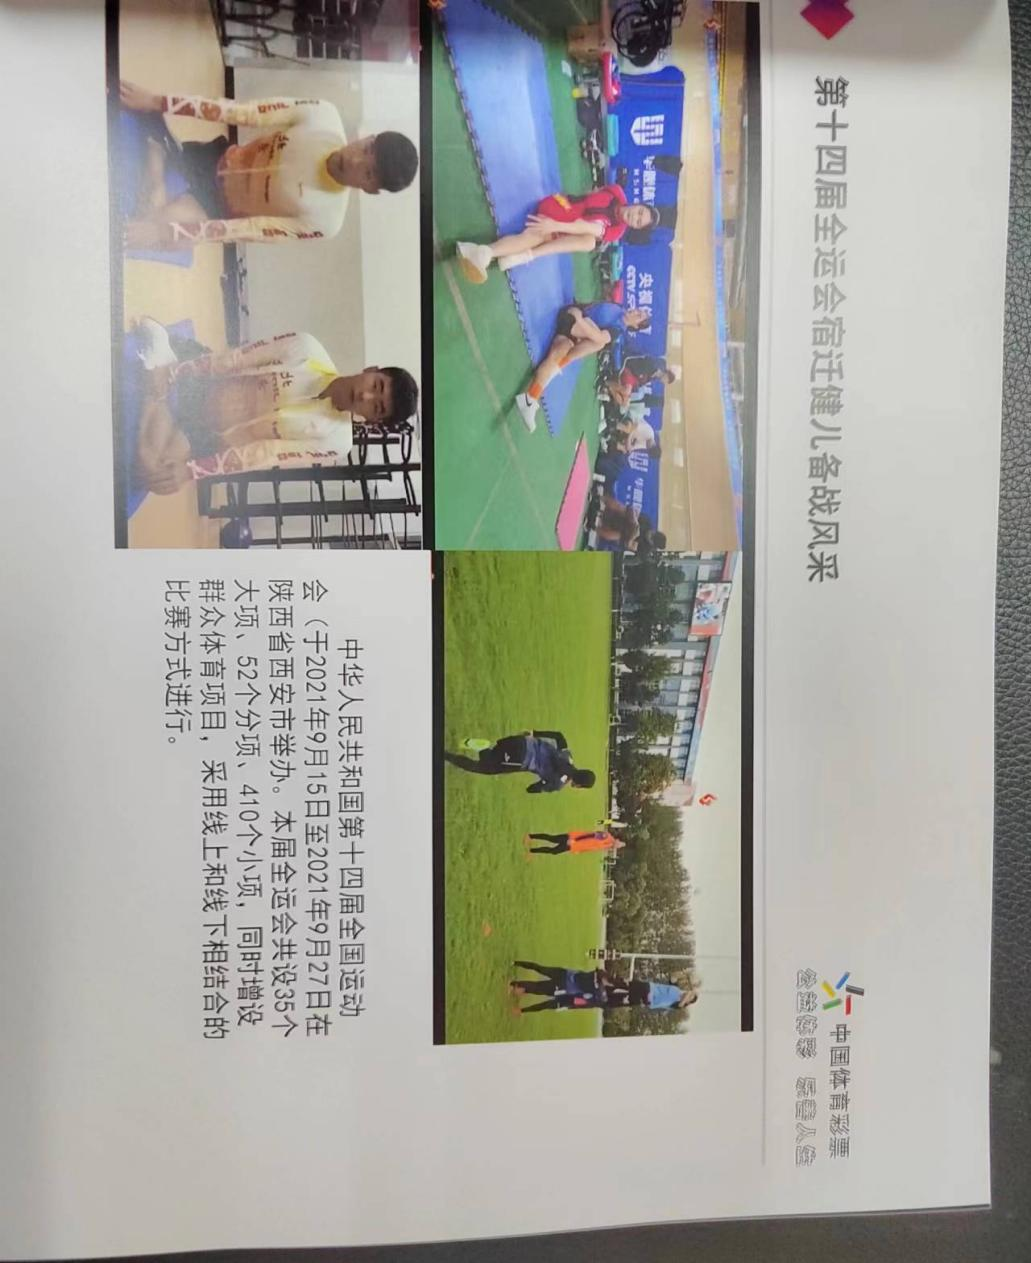 第十四届全运会宿迁健儿备战风采
中国体育彩票
公益体彩 乐善人生
中华人民共和国第十四届全国运动
会（于2021年9月15日至2021年9月27日在
陕西省西安市举办。本届全运会共设35个
大项、52个分项、410个小项，同时增设
群众体育项目，采用线上和线下相结合的
比赛方式进行。